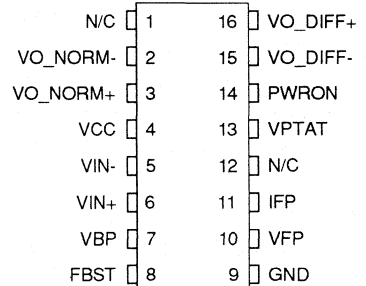 N/C 1 16 VO_DIFF+
VO_NORM- 2 15 VO_DIFF-
VO_NORM+ 3 14 PWRON
VCC 4 13 VPTAT
VIN- 5 12 N/C
VIN+ 6 11 IFP
VBP 7 10 VFP
FBST 8 9 GND